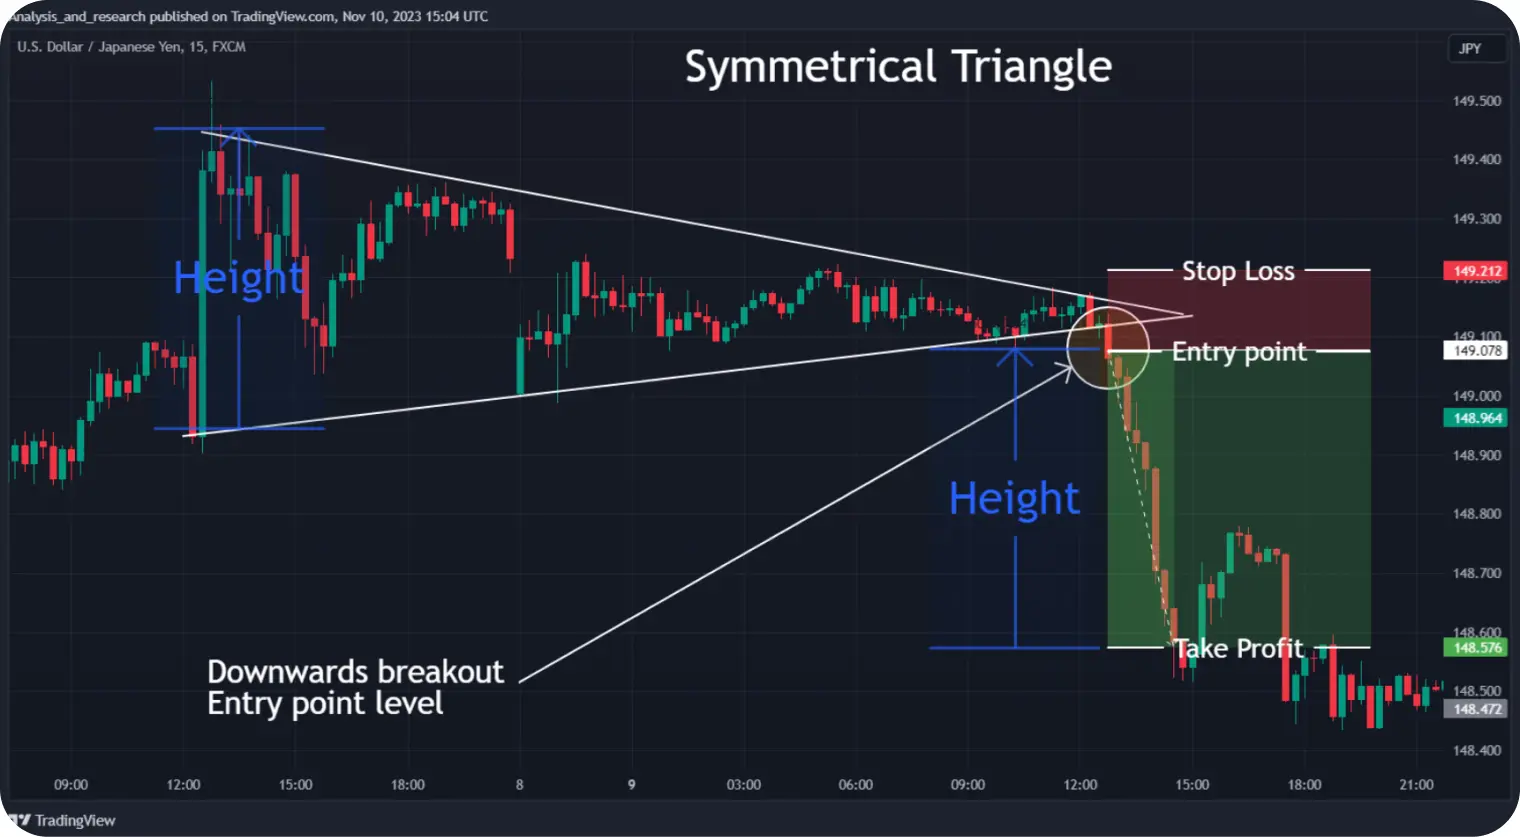 Analysis_and_research published on TradingView.com, Nov 10, 2023 15:04 UTC
U.S. Dollar / Japanese Yen, 15, FXCM
JPY
Symmetrical Triangle
149.500
149.400
149.300
149.212
149.200
149.100
149.078
149.000
148.964
148.900
148.800
148.700
148.600
148.576
148.500
148.472
148.400
Height
Stop Loss
Entry point
Height
Take Profit
Downwards breakout
Entry point level
09:00 12:00 15:00 18:00 8 9 03:00 06:00 09:00 12:00 15:00 18:00 21:00
TradingView